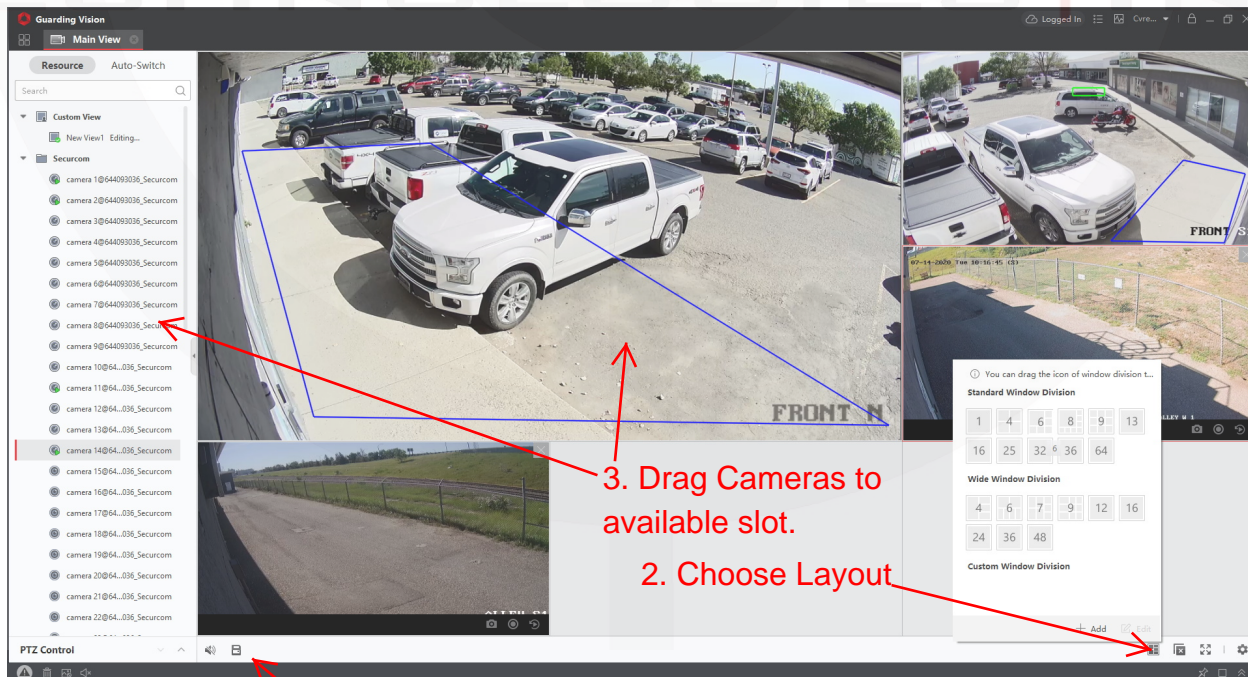 Guarding Vision
Logged In
Cvre...
Main View
Resource
Auto-Switch
Search
Custom View
New View1 Editing...
Securcom
camera 1@644093036_Securcom
camera 2@644093036_Securcom
camera 3@644093036_Securcom
camera 4@644093036_Securcom
camera 5@644093036_Securcom
camera 6@644093036_Securcom
camera 7@644093036_Securcom
camera 8@644093036_Securcom
camera 9@644093036_Securcom
camera 10@64...036_Securcom
camera 11@64...036_Securcom
camera 12@64...036_Securcom
camera 13@64...036_Securcom
camera 14@64...036_Securcom
camera 15@64...036_Securcom
camera 16@64...036_Securcom
camera 17@64...036_Securcom
camera 18@64...036_Securcom
camera 19@64...036_Securcom
camera 20@64...036_Securcom
camera 21@64...036_Securcom
camera 22@64...036_Securcom
PTZ Control
FRONT N
FRONT S
07-14-2020 Tue 10:16:45 (S)
LLEY W 1
3. Drag Cameras to
available slot.
2. Choose Layout
You can drag the icon of window division t...
Standard Window Division
1 4 6 8 9 13
16 25 32 6 36 64
Wide Window Division
4 6 7 9 12 16
24 36 48
Custom Window Division
Add Edit